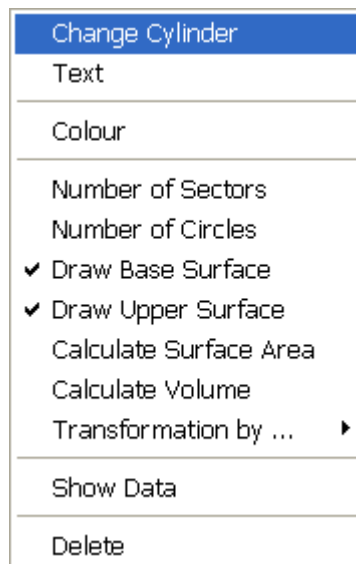 Change Cylinder
Text
Colour
Number of Sectors
Number of Circles
Draw Base Surface
Draw Upper Surface
Calculate Surface Area
Calculate Volume
Transformation by ...
Show Data
Delete